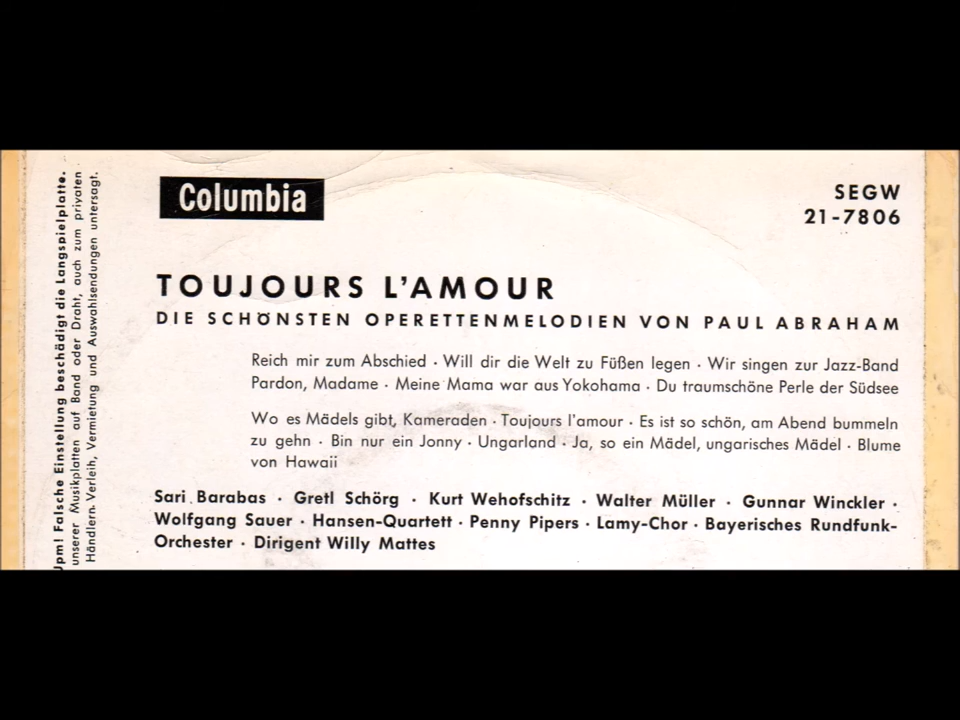 Columbia
SEGW
21-7806
TOUJOURS L'AMOUR
DIE SCHÖNSTEN OPERETTENMELODIEN VON PAUL ABRAHAM
Reich mir zum Abschied · Will dir die Welt zu Füßen legen · Wir singen zur Jazz-Band
Pardon, Madame · Meine Mama war aus Yokohama · Du traumschöne Perle der Südsee
Wo es Mädels gibt, Kameraden · Toujours l'amour · Es ist so schön, am Abend bummeln
zu gehn · Bin nur ein Jonny · Ungarland · Ja, so ein Mädel, ungarisches Mädel · Blume
von Hawaii
Sari Barabas · Gretl Schörg · Kurt Wehofschitz · Walter Müller · Gunnar Winckler ·
Wolfgang Sauer · Hansen-Quartett · Penny Pipers · Lamy-Chor · Bayerisches Rundfunk-
Orchester · Dirigent Willy Mattes
Upm! Falsche Einstellung beschädigt die Langspielplatte.
unserer Musikplatten auf Band oder Draht, auch zum privaten
Händlern Verleih, Vermietung und Auswahlsendungen untersagt.